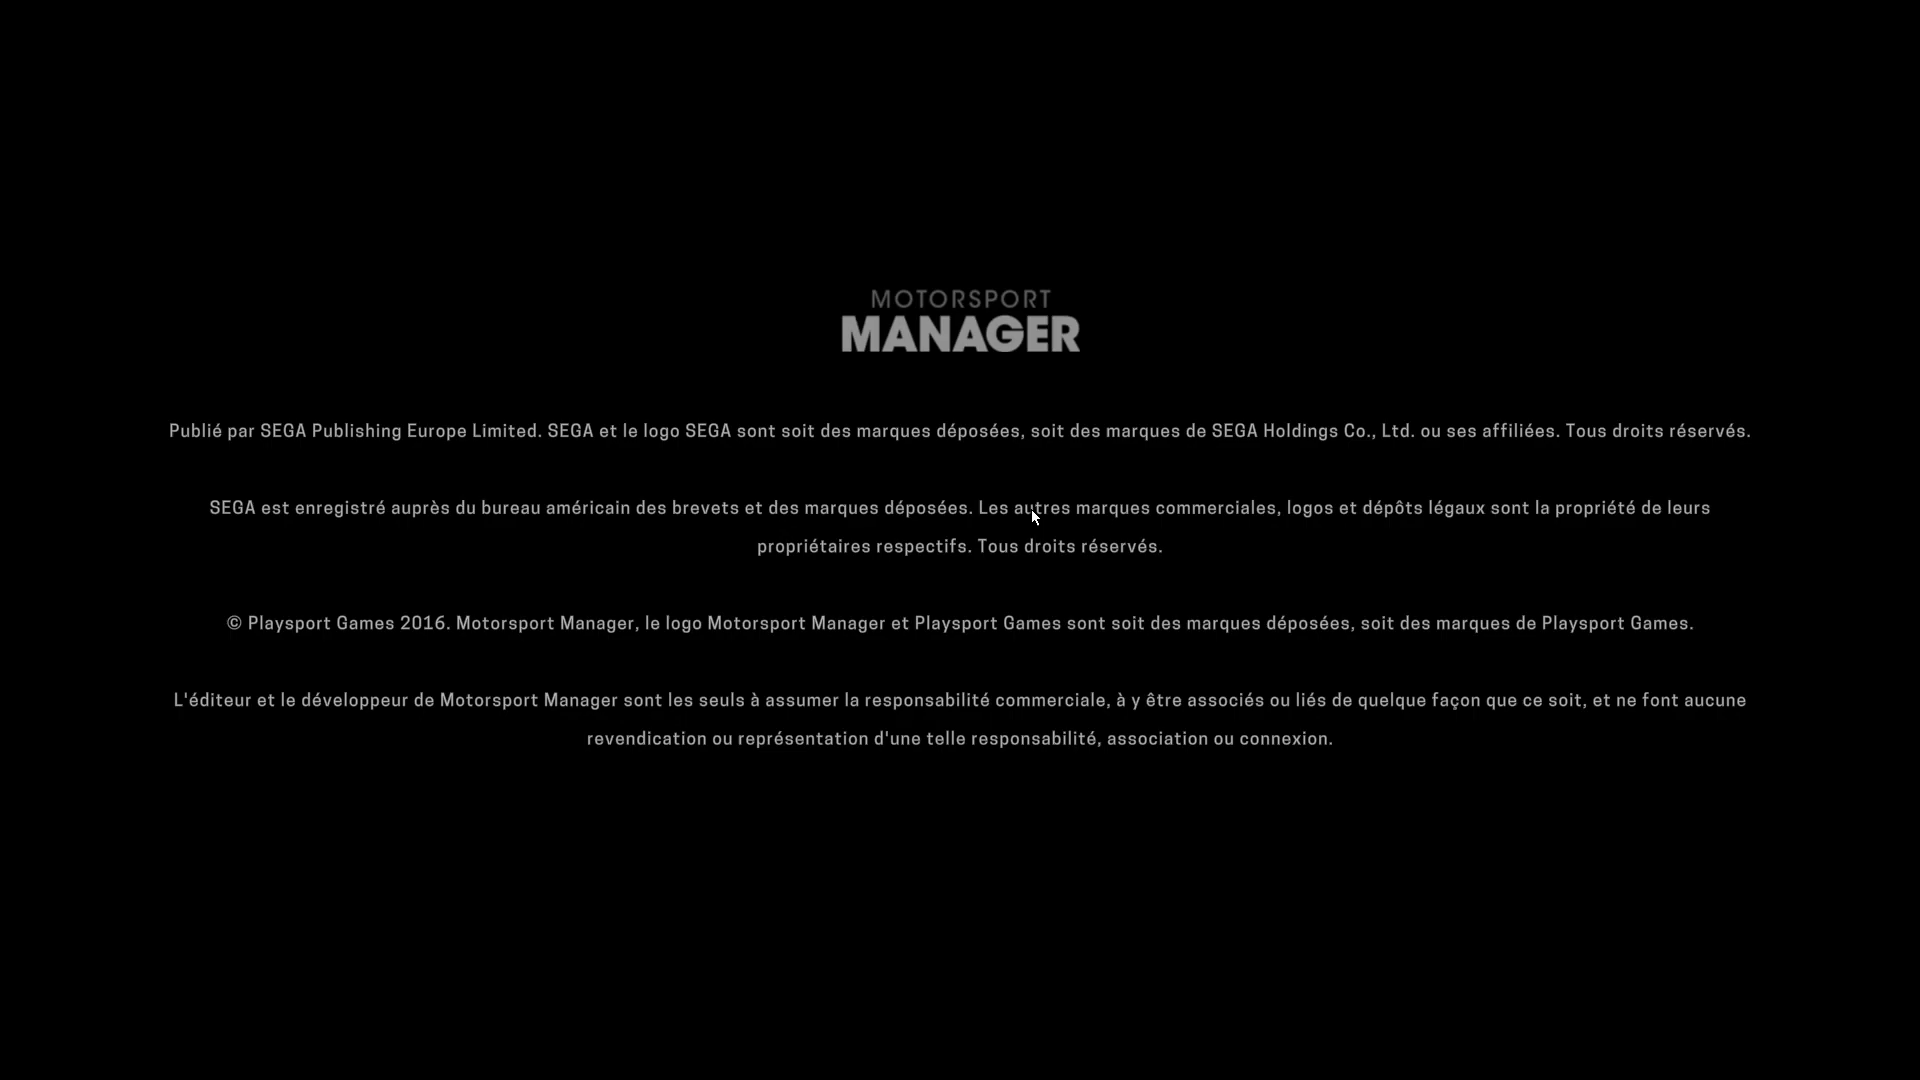 MOTORSPORT
MANAGER
Publié par SEGA Publishing Europe Limited. SEGA et le logo SEGA sont soit des marques déposées, soit des marques de SEGA Holdings Co., Ltd. ou ses affiliées. Tous droits réservés.
SEGA est enregistré auprès du bureau américain des brevets et des marques déposées. Les autres marques commerciales, logos et dépôts légaux sont la propriété de leurs
propriétaires respectifs. Tous droits réservés.
© Playsport Games 2016. Motorsport Manager, le logo Motorsport Manager et Playsport Games sont soit des marques déposées, soit des marques de Playsport Games.
L'éditeur et le développeur de Motorsport Manager sont les seuls à assumer la responsabilité commerciale, à y être associés ou liés de quelque façon que ce soit, et ne font aucune
revendication ou représentation d'une telle responsabilité, association ou connexion.